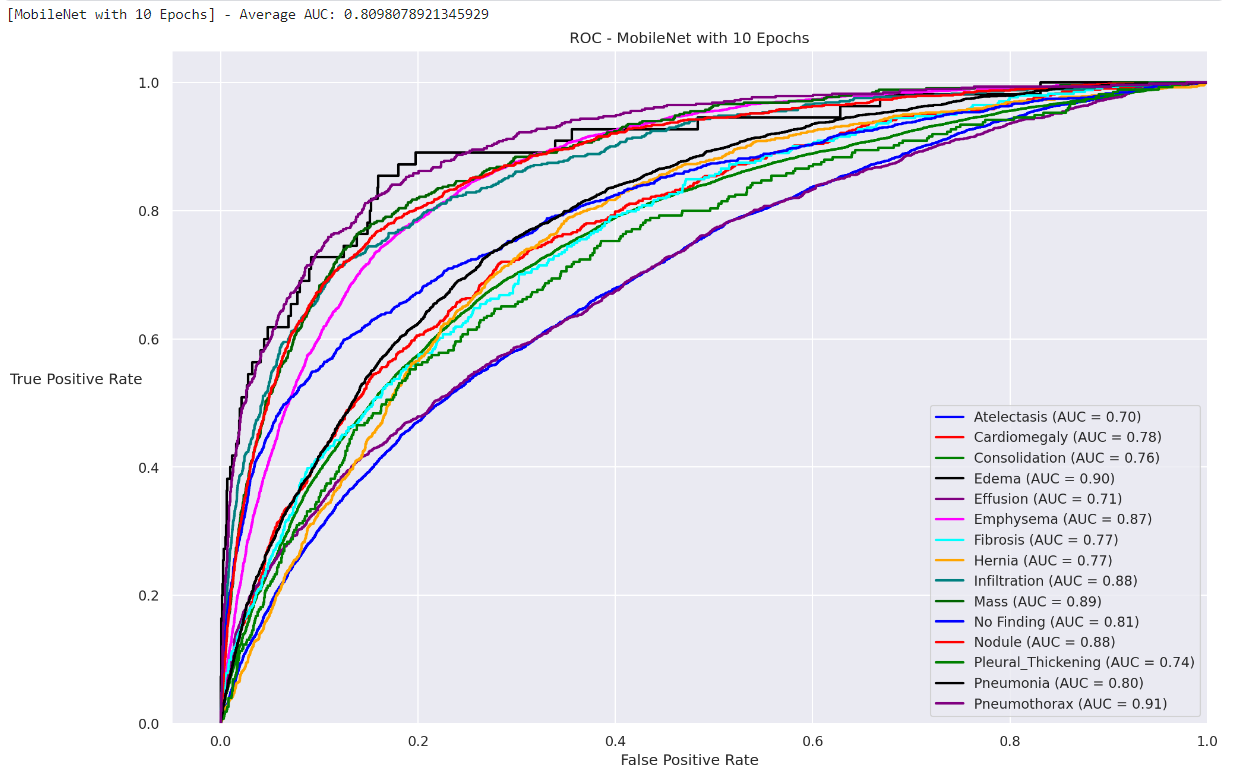 [MobileNet with 10 Epochs] - Average AUC: 0.8098078921345929
ROC - MobileNet with 10 Epochs
1.0
0.8
0.6
True Positive Rate
0.4
0.2
0.0
Atelectasis (AUC = 0.70)
Cardiomegaly (AUC = 0.78)
Consolidation (AUC = 0.76)
Edema (AUC = 0.90)
Effusion (AUC = 0.71)
Emphysema (AUC = 0.87)
Fibrosis (AUC = 0.77)
Hernia (AUC = 0.77)
Infiltration (AUC = 0.88)
Mass (AUC = 0.89)
No Finding (AUC = 0.81)
Nodule (AUC = 0.88)
Pleural_Thickening (AUC = 0.74)
Pneumonia (AUC = 0.80)
Pneumothorax (AUC = 0.91)
0.0 0.2 0.4 0.6 0.8 1.0
False Positive Rate